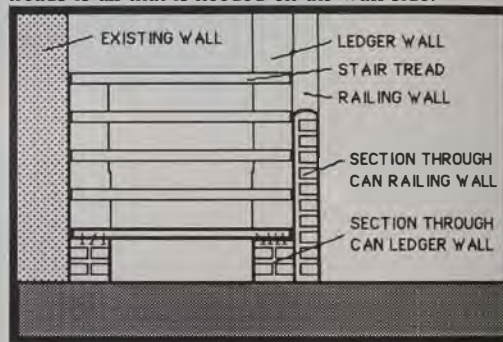 EXISTING WALL
LEDGER WALL
STAIR TREAD
RAILING WALL
SECTION THROUGH
CAN RAILING WALL
SECTION THROUGH
CAN LEDGER WALL